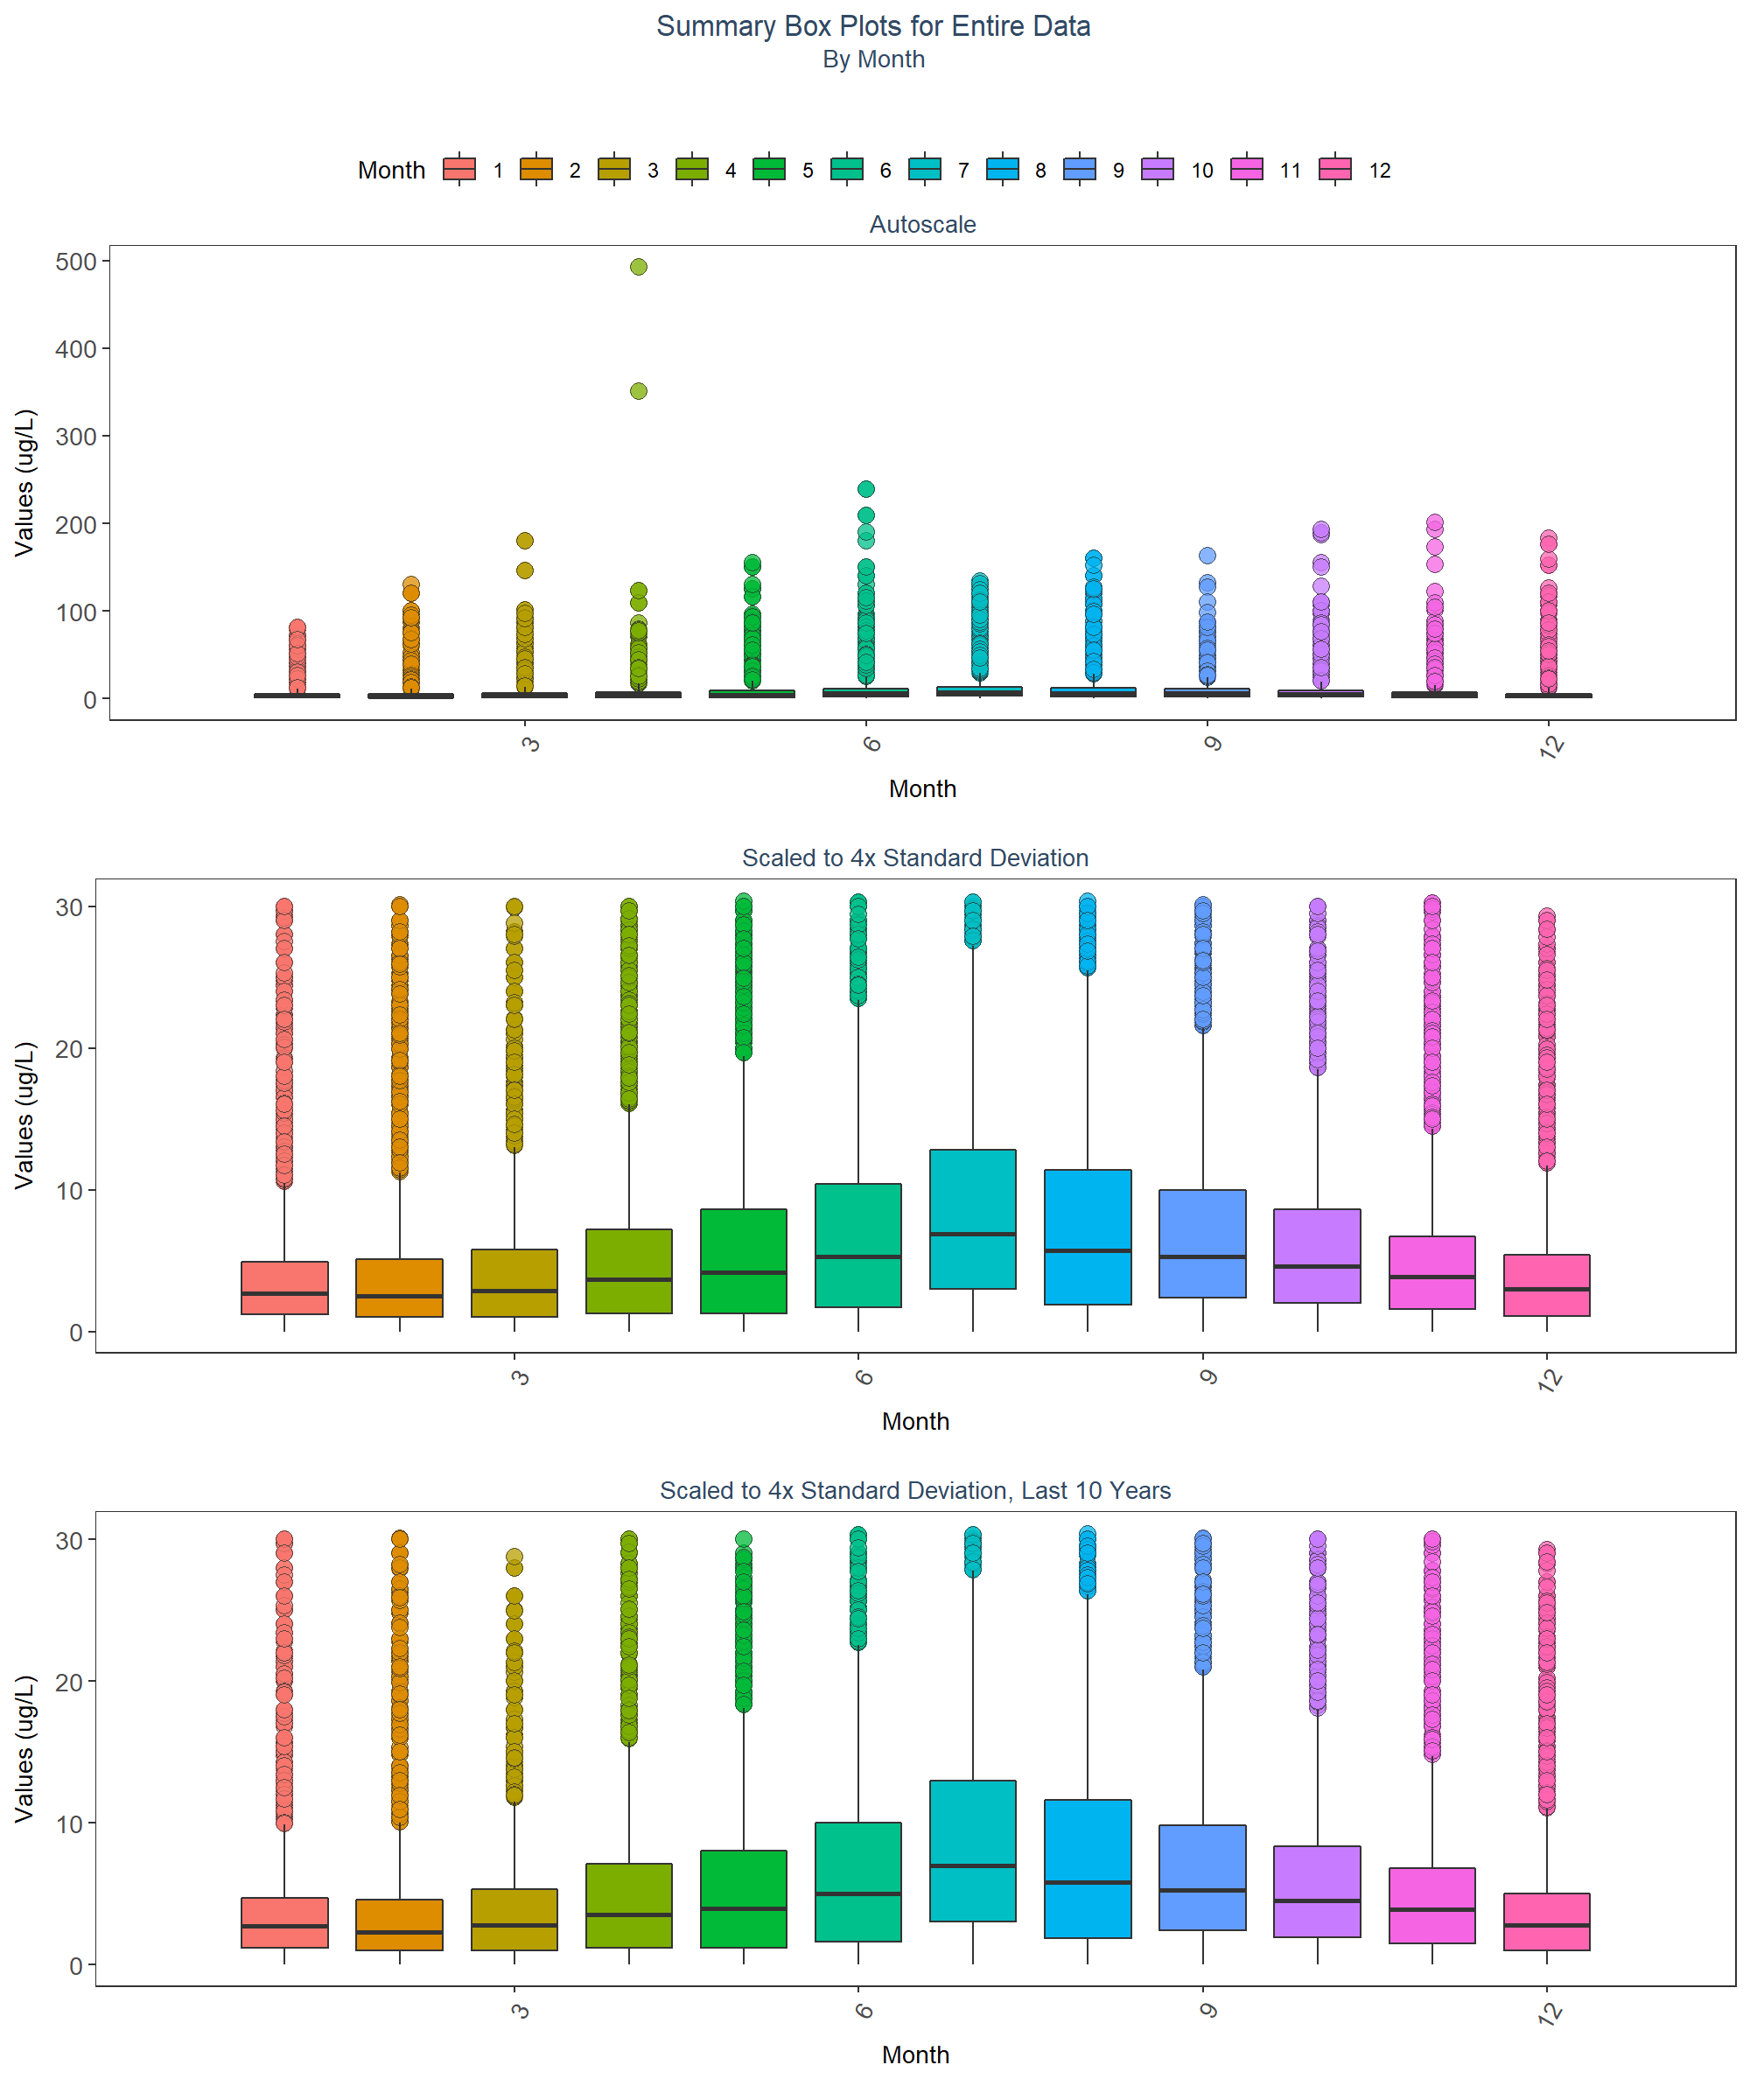 Summary Box Plots for Entire Data
By Month
Month 1 2 3 4 5 6 7 8 9 10 11 12
Autoscale
500
400
300
200
100
0
Values (ug/L)
3 6 9 12
Month
Scaled to 4x Standard Deviation
30
20
10
0
Values (ug/L)
3 6 9 12
Month
Scaled to 4x Standard Deviation, Last 10 Years
30
20
10
0
Values (ug/L)
3 6 9 12
Month